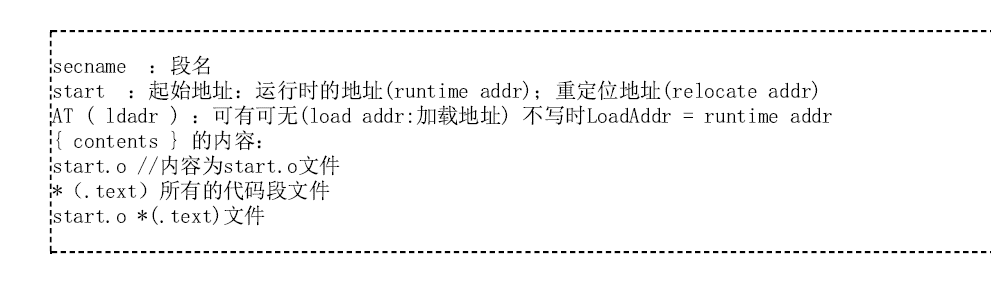 secname ：段名
start ：起始地址：运行时的地址(runtime addr)；重定位地址(relocate addr)
AT ( ldadr ) ：可有可无(load addr:加载地址) 不写时LoadAddr = runtime addr
{ contents } 的内容：
start.o //内容为start.o文件
*（.text）所有的代码段文件
start.o *(.text)文件